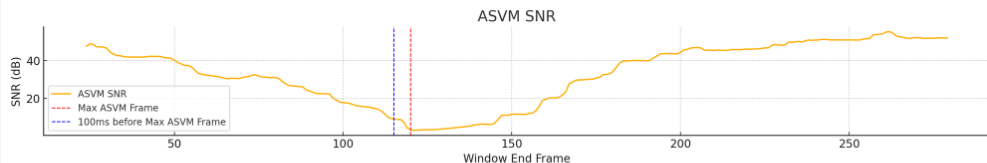 ASVM SNR
SNR (dB)
40
20
ASVM SNR
Max ASVM Frame
100ms before Max ASVM Frame
50
100
150
200
250
Window End Frame